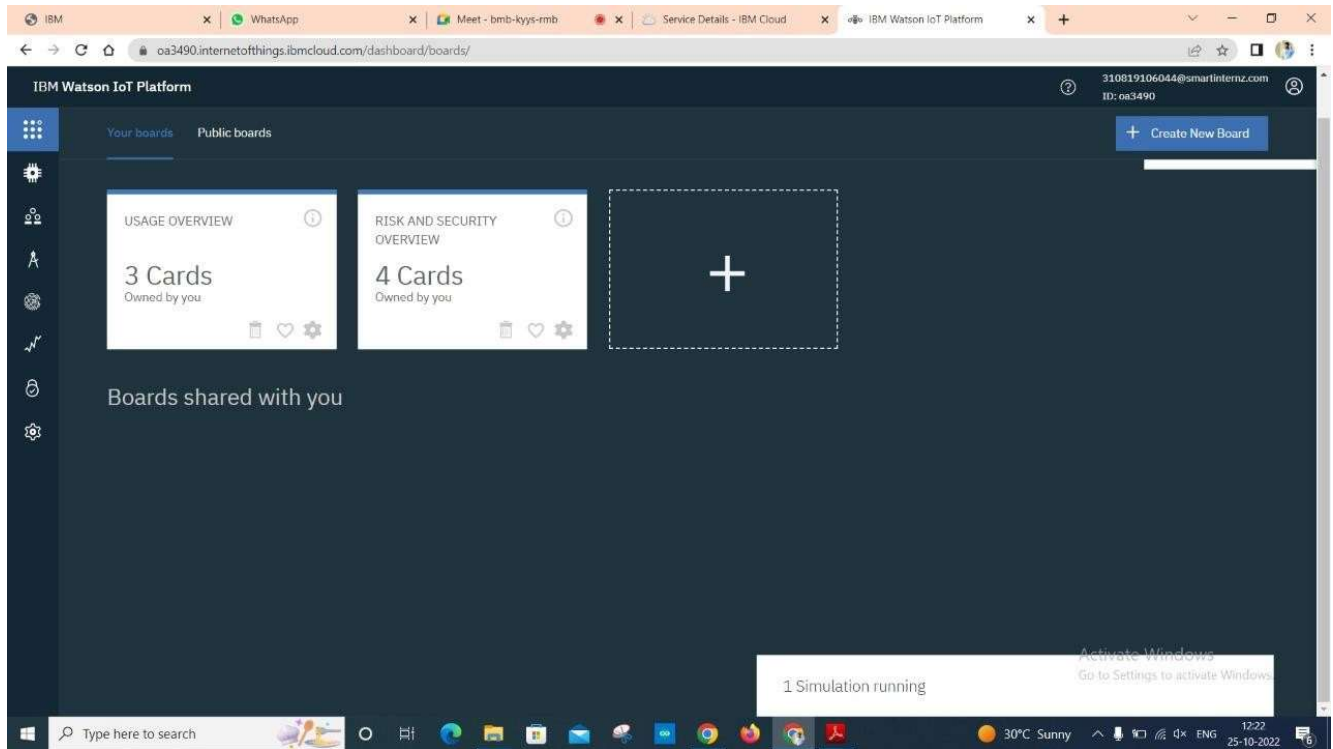 IBM
WhatsApp
Meet - bmb-kyys-rmb
Service Details - IBM Cloud
IBM Watson IoT Platform
oa3490.internetofthings.ibmcloud.com/dashboard/boards/
IBM Watson IoT Platform
310819106044@smartinternz.com
ID: oa3490
Your boards
Public boards
+ Create New Board
USAGE OVERVIEW
3 Cards
Owned by you
RISK AND SECURITY
OVERVIEW
4 Cards
Owned by you
Boards shared with you
1 Simulation running
Activate Windows
Go to Settings to activate Windows.
Type here to search
30°C Sunny
ENG
12:22
25-10-2022
6